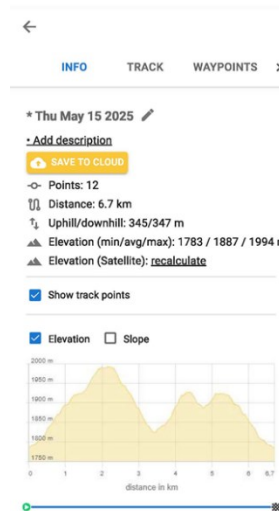 INFO TRACK WAYPOINTS
* Thu May 15 2025
+ Add description
SAVE TO CLOUD
Points: 12
Distance: 6.7 km
Uphill/downhill: 345/347 m
Elevation (min/avg/max): 1783 / 1887 / 1994 m
Elevation (Satellite): recalculate
Show track points
Elevation Slope
2000 m
1950 m
1900 m
1850 m
1800 m
1750 m
0 1 2 3 4 5 6 6,7
distance in km